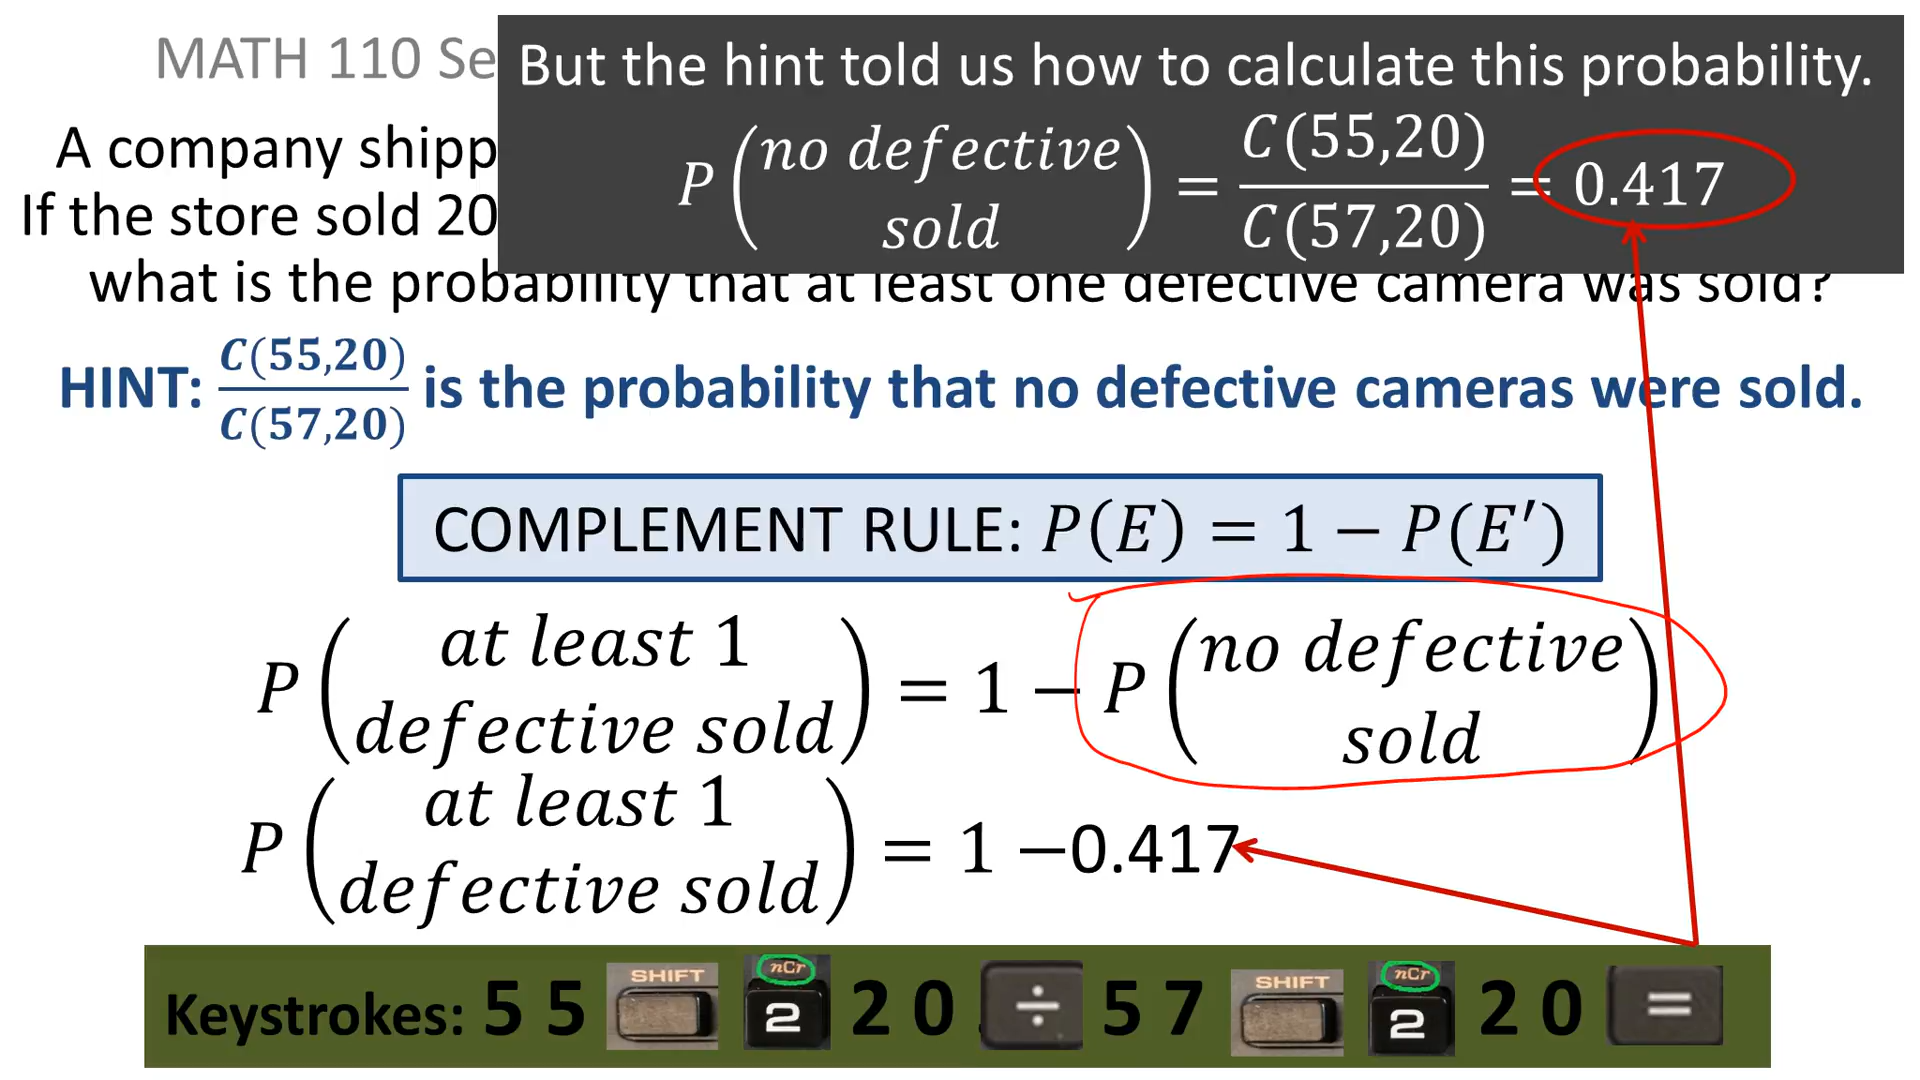 MATH 110 Se
But the hint told us how to calculate this probability.
P(no defective sold) = C(55,20) / C(57,20) = 0.417
A company shipp
If the store sold 20
what is the probability that at least one defective camera was sold?
HINT: C(55,20) / C(57,20) is the probability that no defective cameras were sold.
COMPLEMENT RULE: P(E) = 1 − P(E′)
P(at least 1 defective sold) = 1 − P(no defective sold)
P(at least 1 defective sold) = 1 −0.417
Keystrokes: 5 5 SHIFT nCr 2 2 0 ÷ 5 7 SHIFT nCr 2 2 0 =